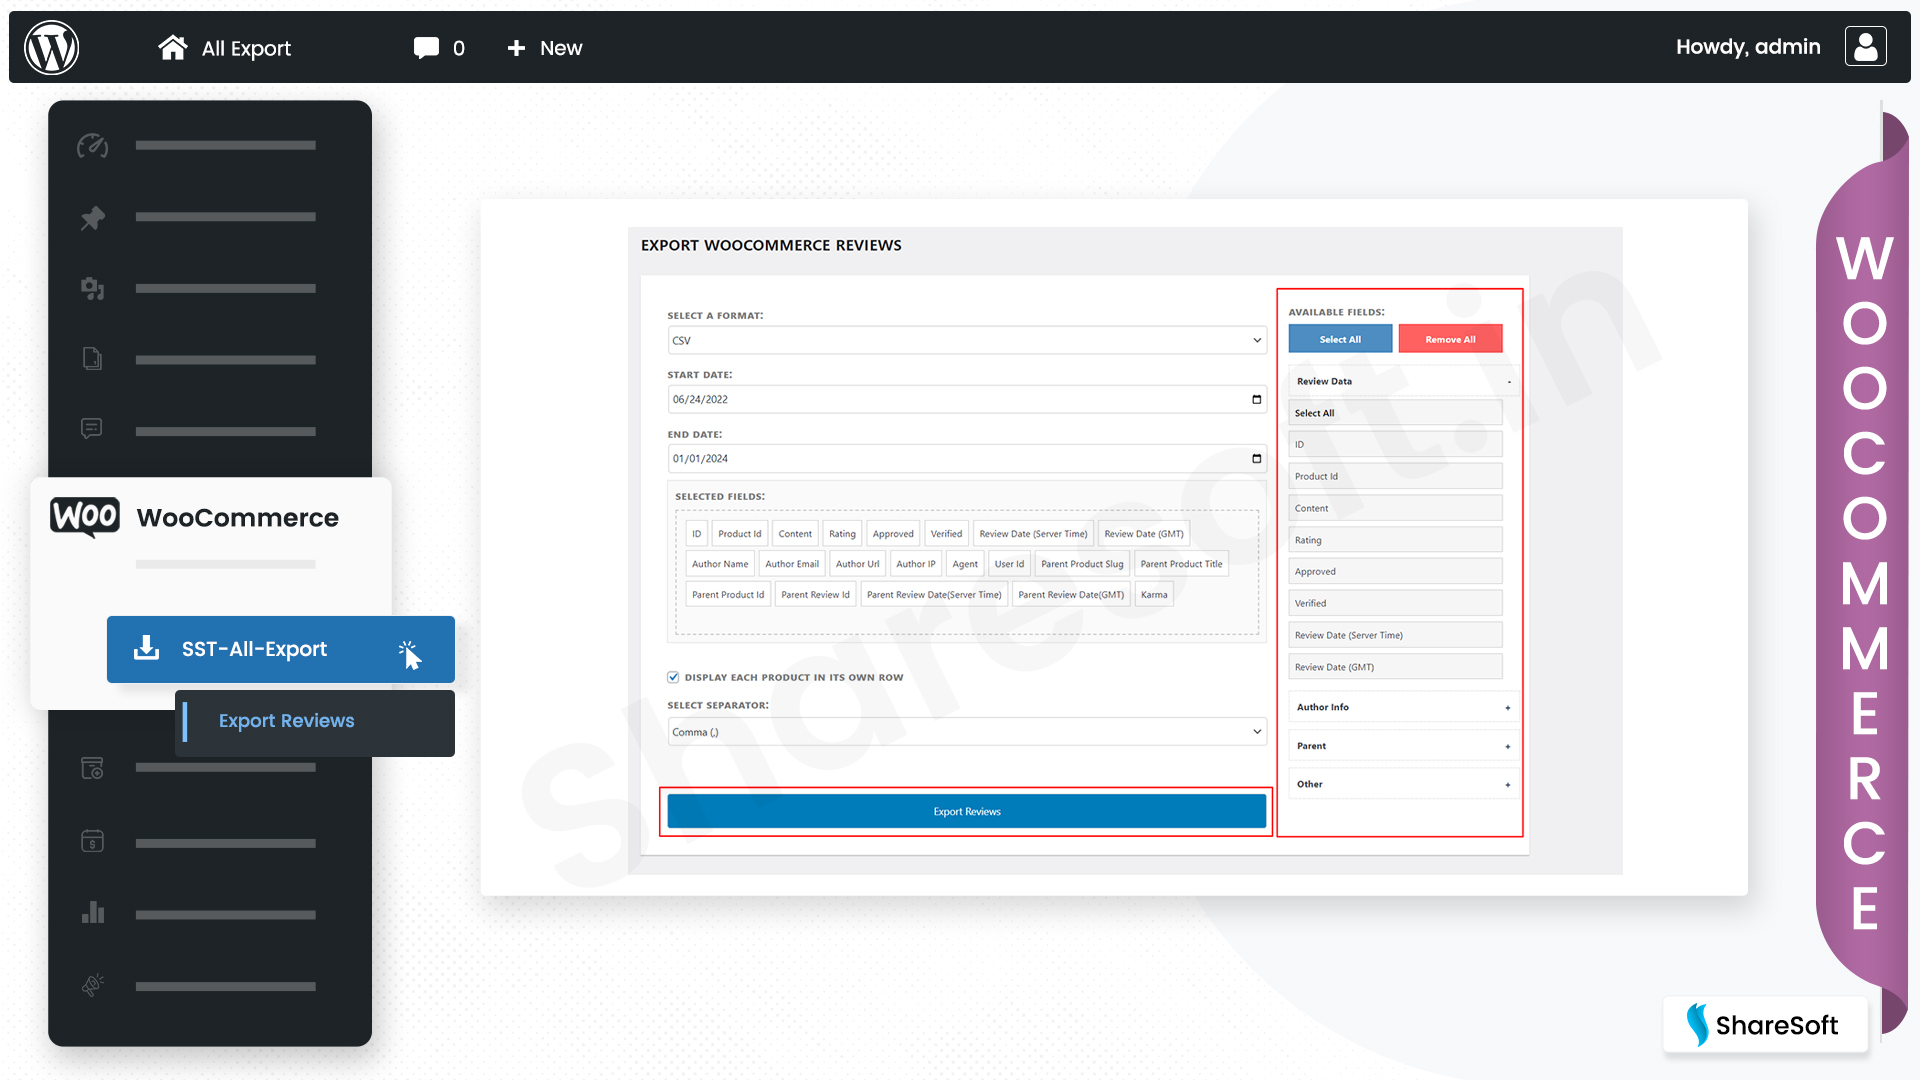 All Export
0
New
Howdy, admin
WOO WooCommerce
SST-All-Export
Export Reviews
EXPORT WOOCOMMERCE REVIEWS
SELECT A FORMAT:
CSV
START DATE:
06/24/2022
END DATE:
01/01/2024
SELECTED FIELDS:
ID Product Id Content Rating Approved Verified Review Date (Server Time) Review Date (GMT)
Author Name Author Email Author Url Author IP Agent User Id Parent Product Slug Parent Product Title
Parent Product Id Parent Review Id Parent Review Date(Server Time) Parent Review Date(GMT) Karma
DISPLAY EACH PRODUCT IN ITS OWN ROW
SELECT SEPARATOR:
Comma (,)
Export Reviews
AVAILABLE FIELDS:
Select All Remove All
Review Data -
Select All
ID
Product Id
Content
Rating
Approved
Verified
Review Date (Server Time)
Review Date (GMT)
Author Info +
Parent +
Other +
sharesoft.in
WOOCOMMERCE
ShareSoft